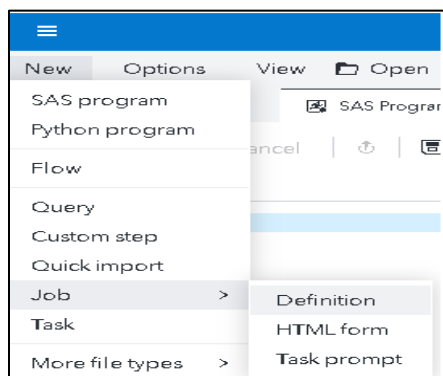 New Options View Open
SAS program
SAS Program
Python program
ancel
Flow
Query
Custom step
Quick import
Job >
Definition
Task
HTML form
More file types >
Task prompt